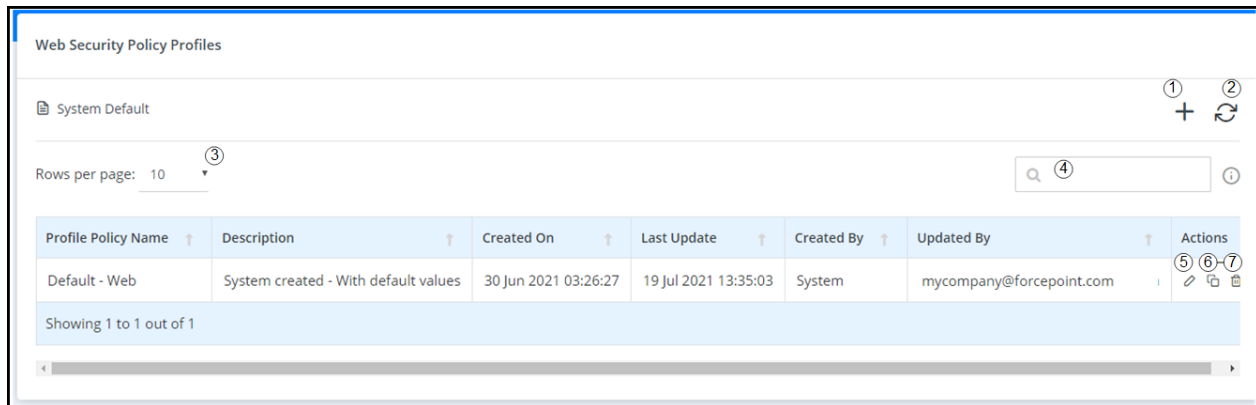 Web Security Policy Profiles
① ②
System Default
③
Rows per page: 10
④
Profile Policy Name Description Created On Last Update Created By Updated By Actions
⑤ ⑥ ⑦
Default - Web System created - With default values 30 Jun 2021 03:26:27 19 Jul 2021 13:35:03 System mycompany@forcepoint.com
Showing 1 to 1 out of 1